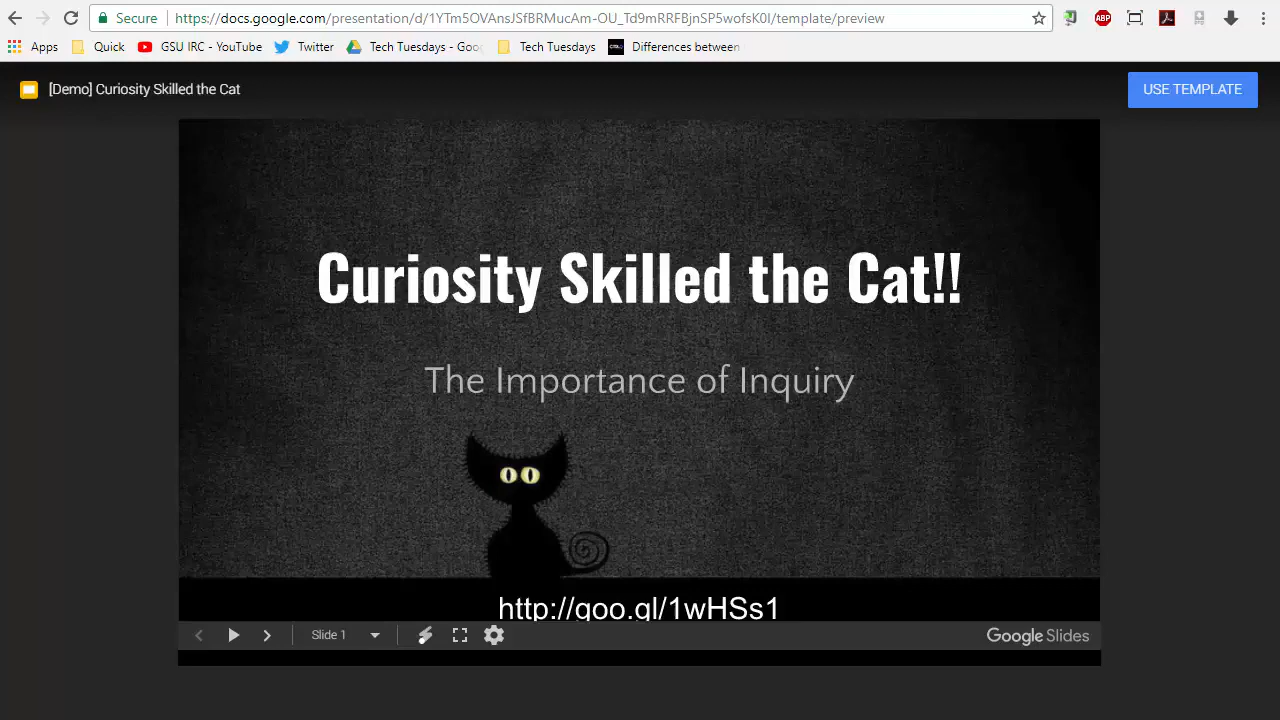 Secure
https://docs.google.com/presentation/d/1YTm5OVAnsJSfBRMucAm-OU_Td9mRRFBjnSP5wofzK0I/template/preview
ABP
Apps
Quick
GSU IRC - YouTube
Twitter
Tech Tuesdays - Goo
Tech Tuesdays
Differences between
[Demo] Curiosity Skilled the Cat
USE TEMPLATE
Curiosity Skilled the Cat!!
The Importance of Inquiry
http://goo.gl/1wHSs1
Slide 1
Google Slides